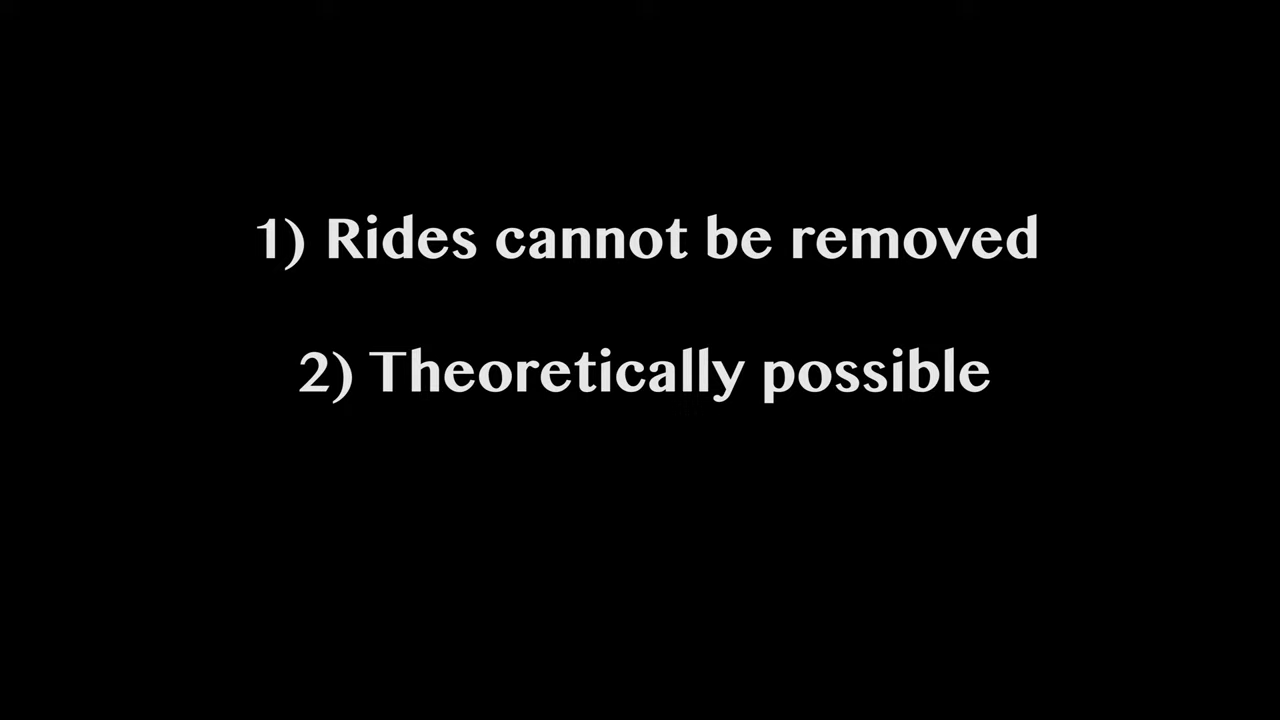 1) Rides cannot be removed
2) Theoretically possible